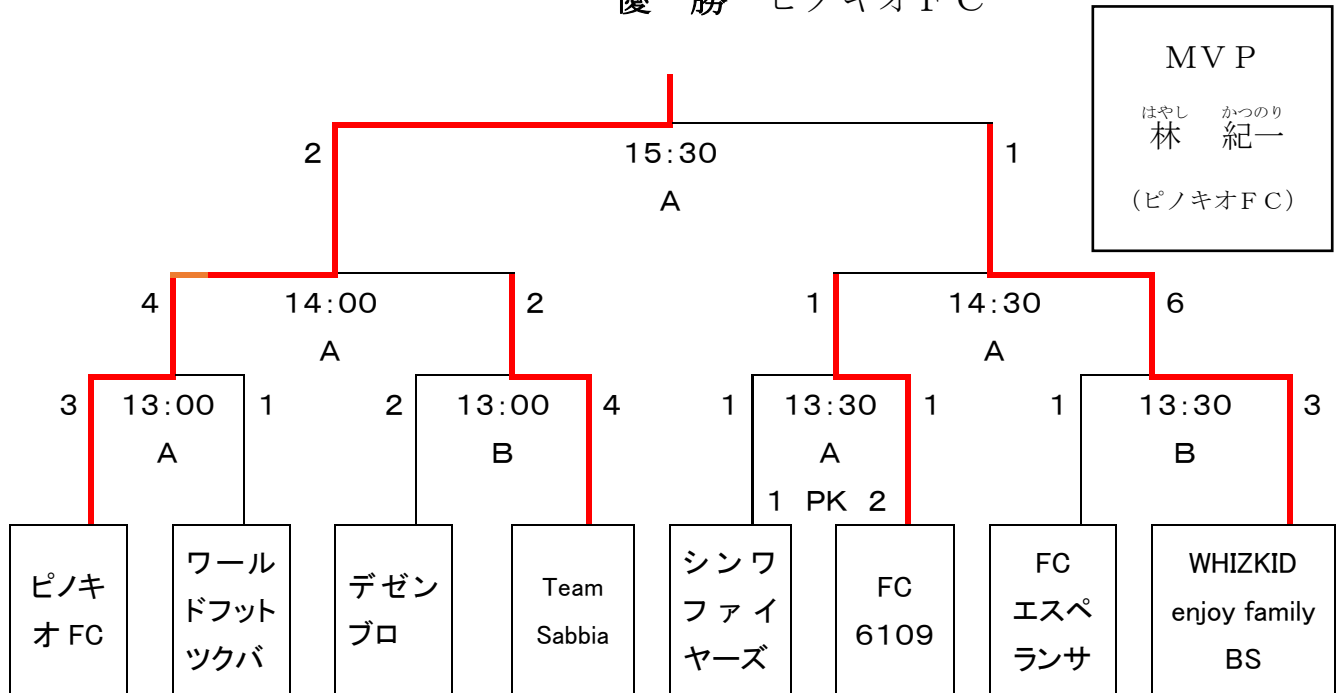 優 勝 ピノキオFC
MVP
はやし かつのり
林 紀一
(ピノキオFC)
2 15:30 1
A
4 14:00 2 1 14:30 6
A A
3 13:00 1 2 13:00 4 1 13:30 1 1 13:30 3
A B A B
1 PK 2
ピノキ
オFC
ワール
ドフット
ツクバ
デゼン
ブロ
Team
Sabbia
シンワ
ファイ
ヤーズ
FC
6109
FC
エスペ
ランサ
WHIZKID
enjoy family
BS